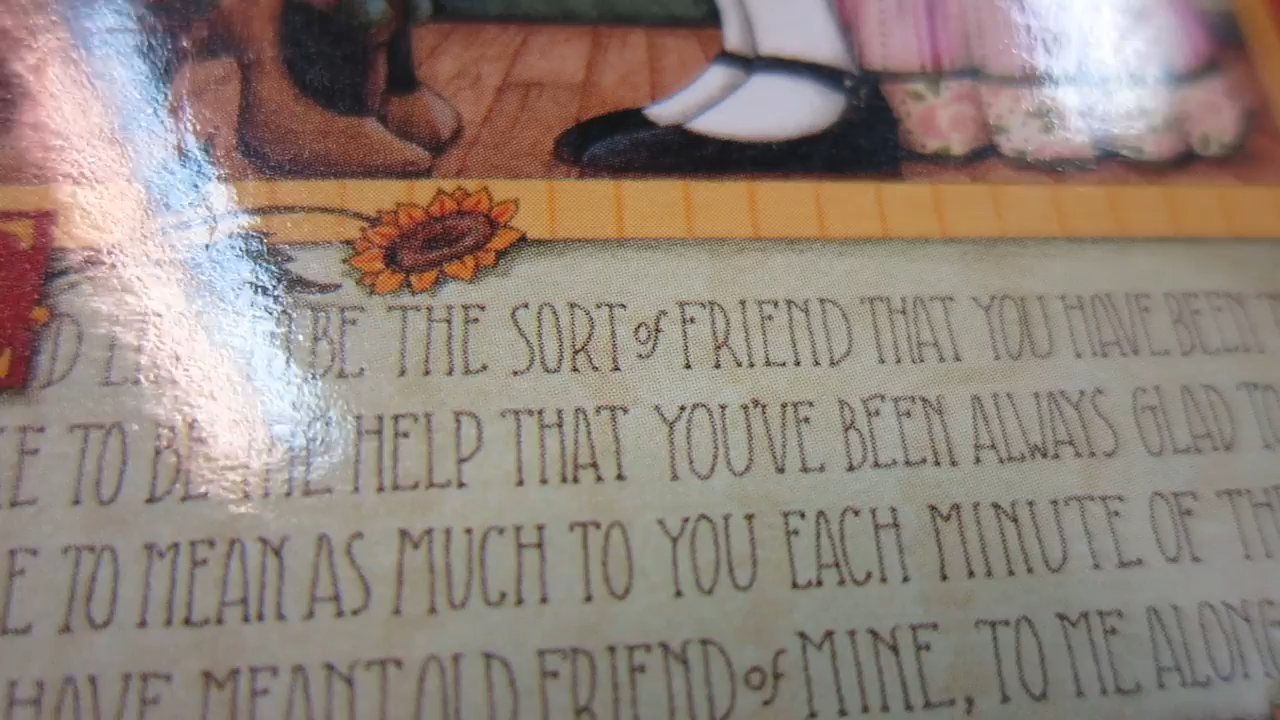 BE THE SORT of FRIEND THAT YOU HAVE BEEN
TO BE THE HELP THAT YOU'VE BEEN ALWAYS GLAD
TO MEAN AS MUCH TO YOU EACH MINUTE OF
HAVE MEANT OLD FRIEND of MINE, TO ME ALONG